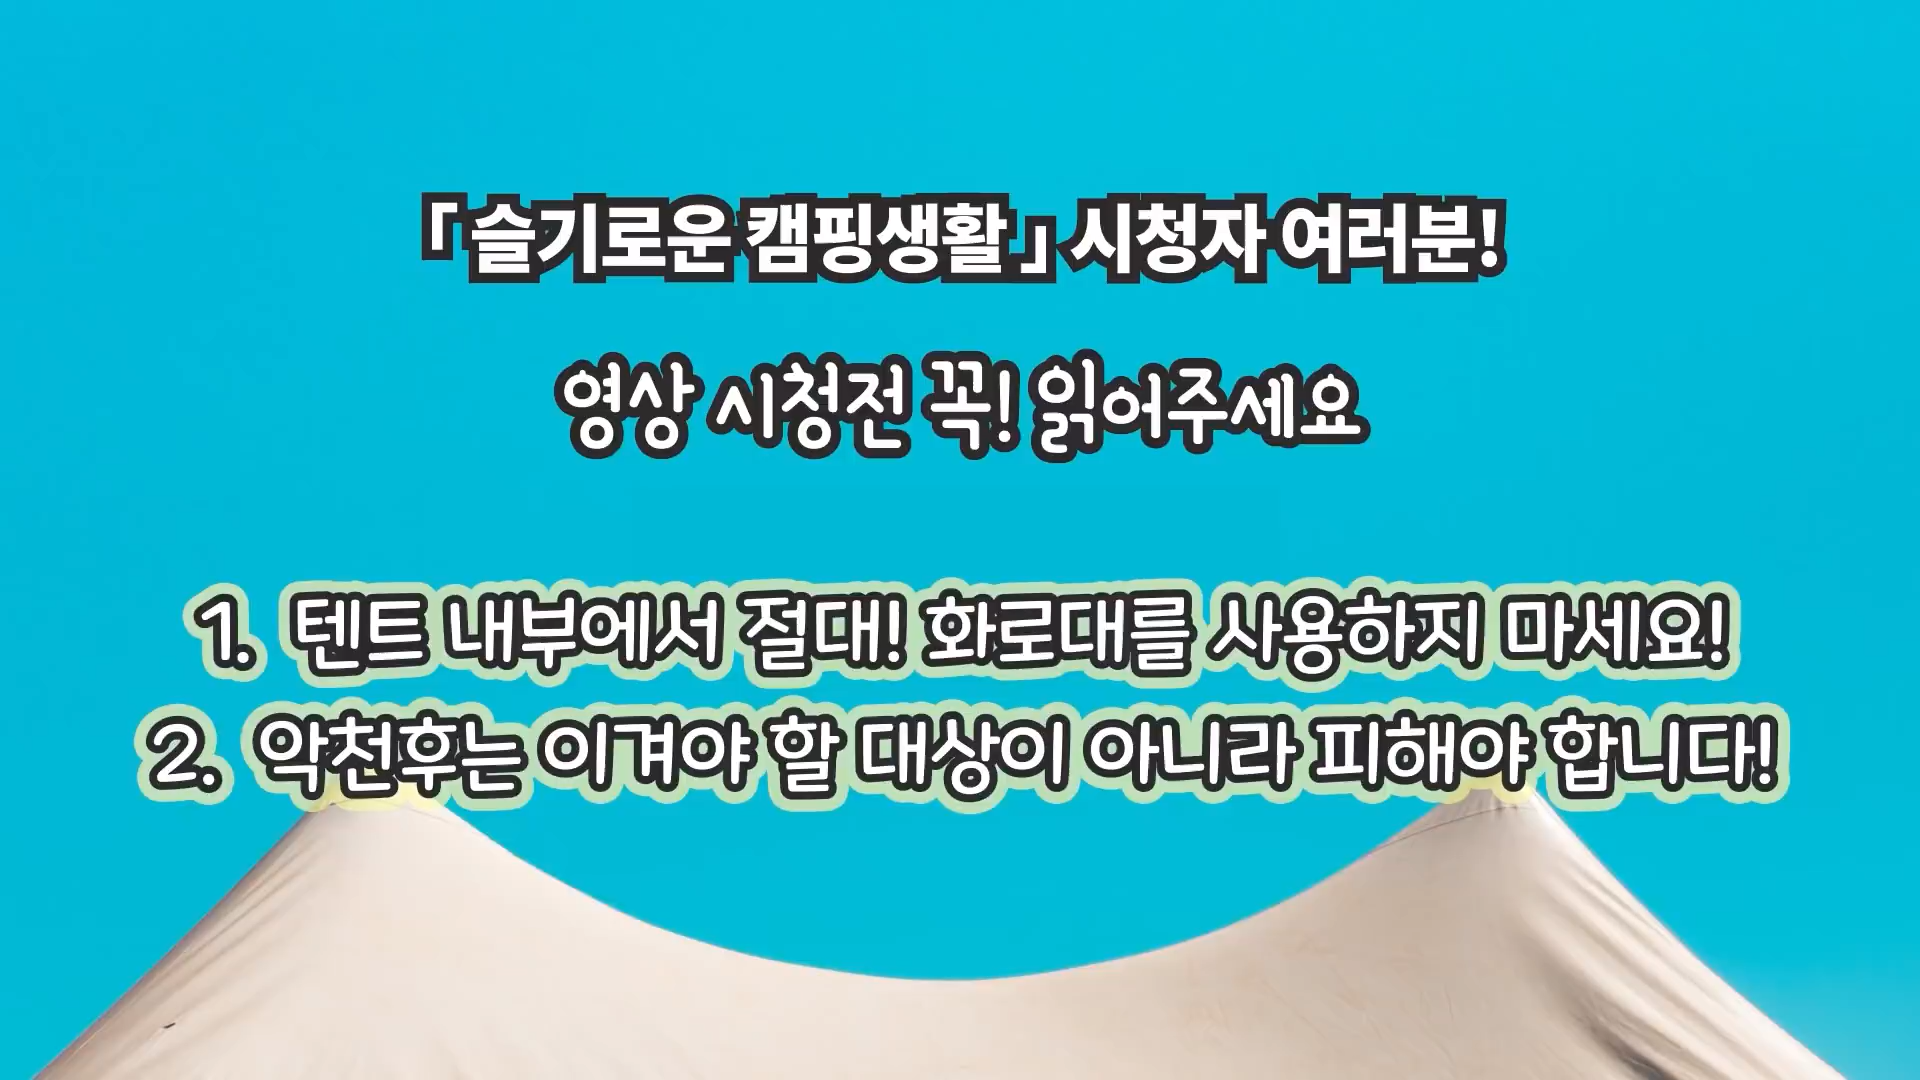 「슬기로운 캠핑생활」 시청자 여러분!
영상 시청전 꼭! 읽어주세요
1. 텐트 내부에서 절대! 화로대를 사용하지 마세요!
2. 악천후는 이겨야 할 대상이 아니라 피해야 합니다!